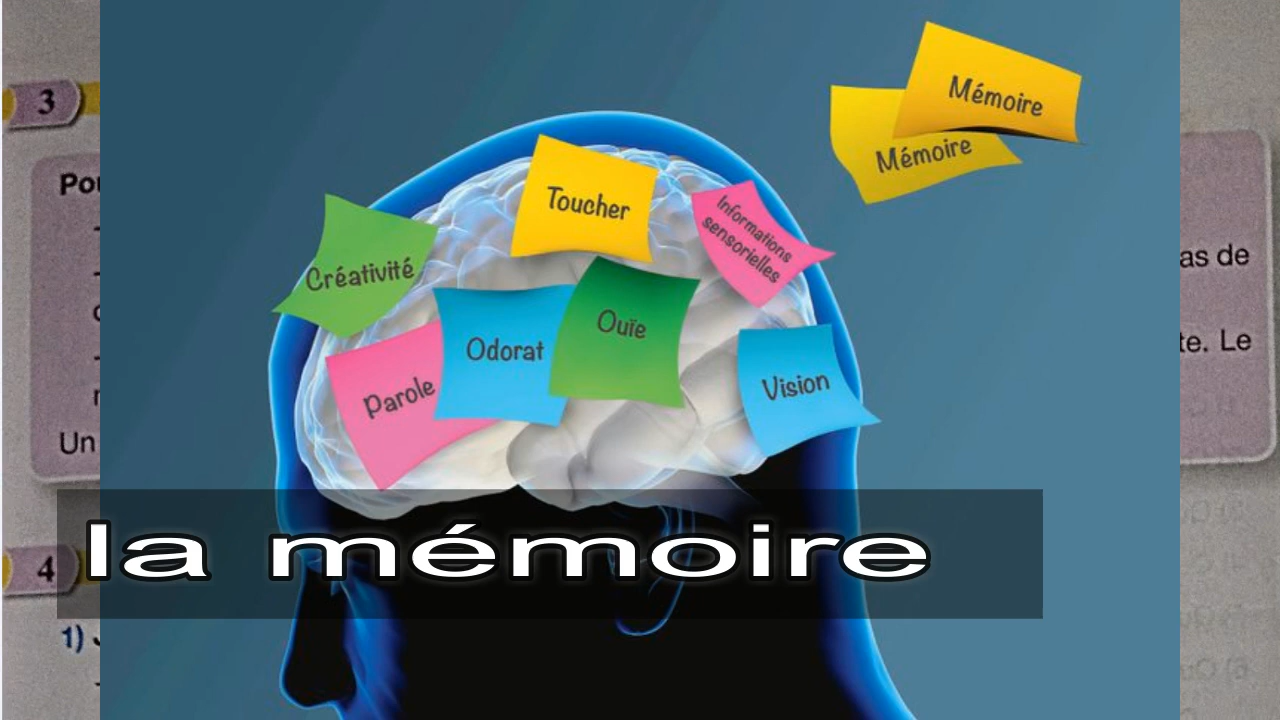 3
Mémoire
Mémoire
Toucher
Informations
sensorielles
Créativité
as de
Ouïe
te. Le
Odorat
Vision
Parole
Un
la mémoire
4
1)